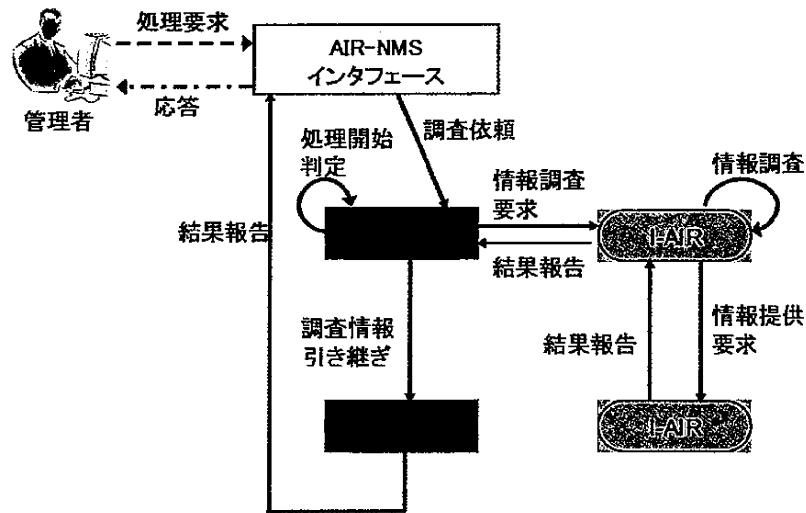 処理要求
AIR-NMS
インタフェース
応答
管理者
調査依頼
処理開始
判定
情報調査
要求
情報調査
I-AIR
結果報告
結果報告
調査情報
引き継ぎ
情報提供
要求
結果報告
I-AIR